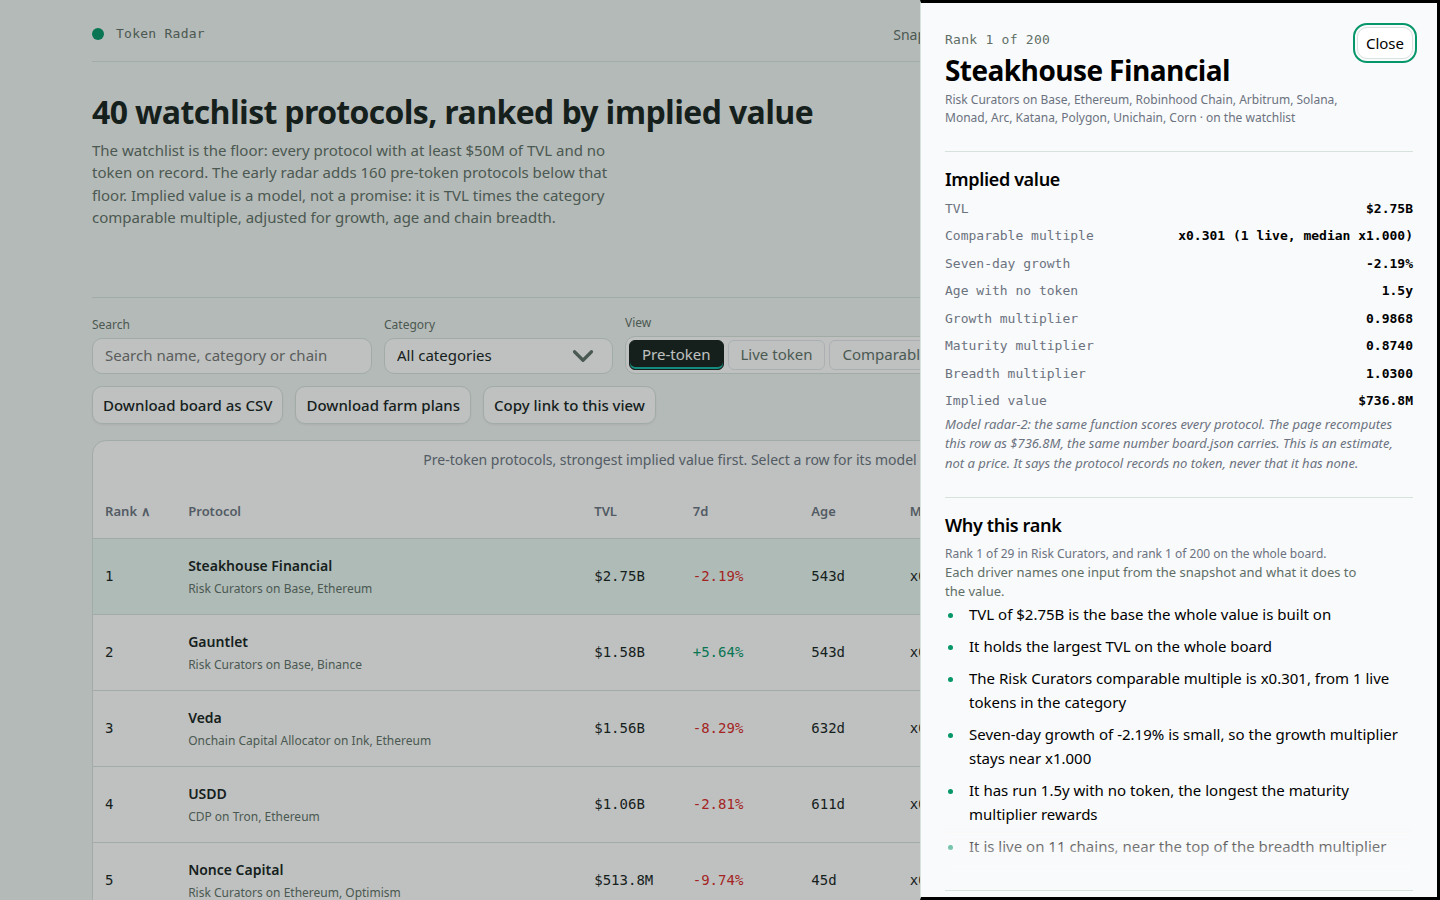 Token Radar
40 watchlist protocols, ranked by implied value
The watchlist is the floor: every protocol with at least $50M of TVL and no
token on record. The early radar adds 160 pre-token protocols below that
floor. Implied value is a model, not a promise: it is TVL times the category
comparable multiple, adjusted for growth, age and chain breadth.
Search
Category
View
Search name, category or chain
All categories
Pre-token
Live token
Download board as CSV
Download farm plans
Copy link to this view
Pre-token protocols, strongest implied value first. Select a row for its model
Rank ∧ Protocol TVL 7d Age
1 Steakhouse Financial $2.75B -2.19% 543d
Risk Curators on Base, Ethereum
2 Gauntlet $1.58B +5.64% 543d
Risk Curators on Base, Binance
3 Veda $1.56B -8.29% 632d
Onchain Capital Allocator on Ink, Ethereum
4 USDD $1.06B -2.81% 611d
CDP on Tron, Ethereum
5 Nonce Capital $513.8M -9.74% 45d
Risk Curators on Ethereum, Optimism
Rank 1 of 200
Close
Steakhouse Financial
Risk Curators on Base, Ethereum, Robinhood Chain, Arbitrum, Solana,
Monad, Arc, Katana, Polygon, Unichain, Corn · on the watchlist
Implied value
TVL $2.75B
Comparable multiple x0.301 (1 live, median x1.000)
Seven-day growth -2.19%
Age with no token 1.5y
Growth multiplier 0.9868
Maturity multiplier 0.8740
Breadth multiplier 1.0300
Implied value $736.8M
Model radar-2: the same function scores every protocol. The page recomputes
this row as $736.8M, the same number board.json carries. This is an estimate,
not a price. It says the protocol records no token, never that it has none.
Why this rank
Rank 1 of 29 in Risk Curators, and rank 1 of 200 on the whole board.
Each driver names one input from the snapshot and what it does to
the value.
TVL of $2.75B is the base the whole value is built on
It holds the largest TVL on the whole board
The Risk Curators comparable multiple is x0.301, from 1 live
tokens in the category
Seven-day growth of -2.19% is small, so the growth multiplier
stays near x1.000
It has run 1.5y with no token, the longest the maturity
multiplier rewards
It is live on 11 chains, near the top of the breadth multiplier